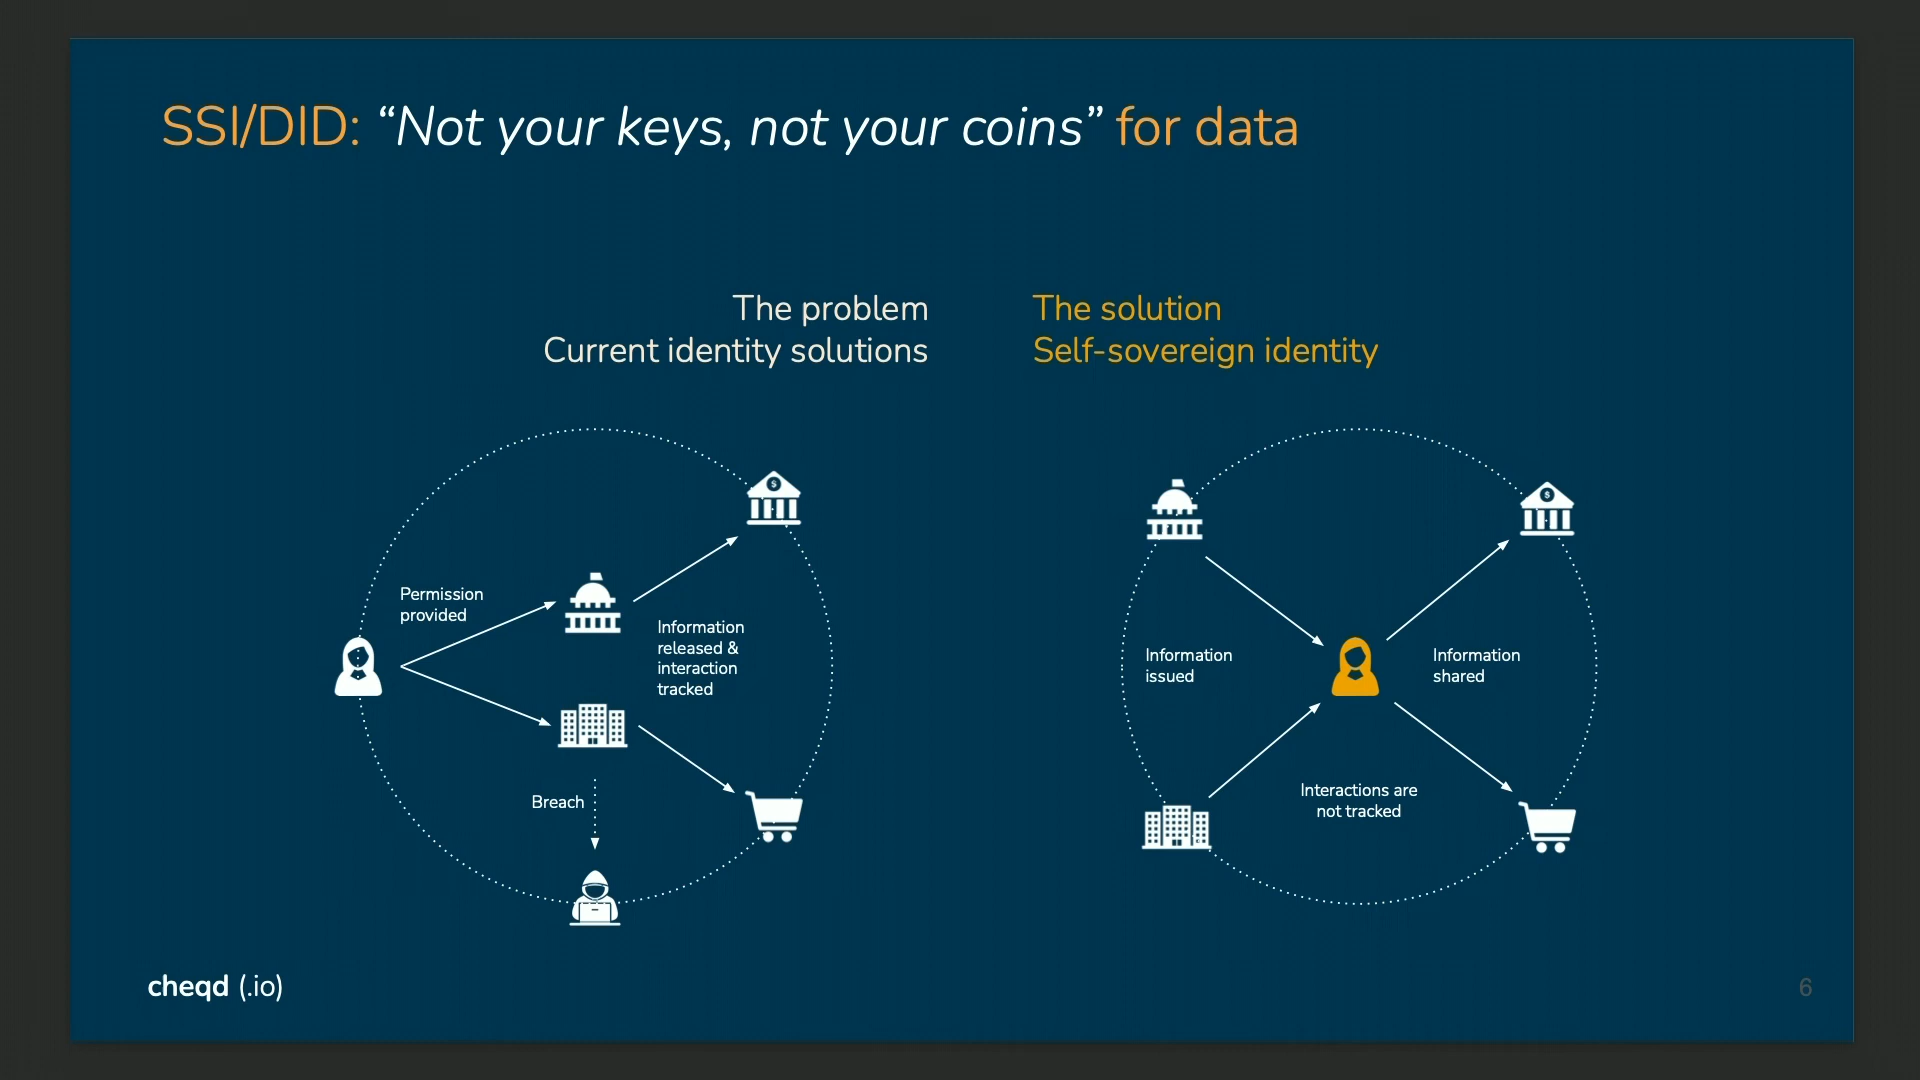 SSI/DID: “Not your keys, not your coins” for data
The problem
Current identity solutions
The solution
Self-sovereign identity
Permission
provided
Information
released &
interaction
tracked
Breach
Information
issued
Information
shared
Interactions are
not tracked
cheqd (.io)
6